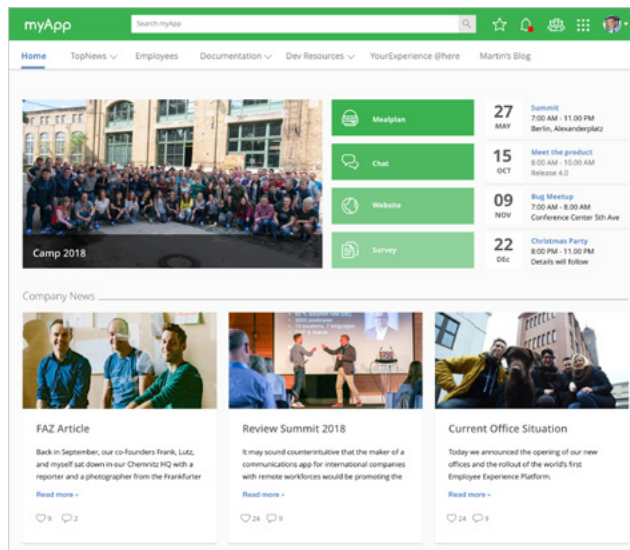 myApp
Search myApp
Home TopNews Employees Documentation Dev Resources YourExperience @here Martin's Blog
Camp 2018
Mealplan
Chat
Website
Survey
27
MAY
Summit
7:00 AM - 11.00 PM
Berlin, Alexanderplatz
15
OCT
Meet the product
8:00 AM - 10.00 AM
Release 4.0
09
NOV
Bug Meetup
7:00 AM - 8.00 AM
Conference Center 5th Ave
22
DEc
Christmas Party
8:00 PM - 11.00 PM
Details will follow
Company News
FAZ Article
Back in September, our co-founders Frank, Lutz,
and myself sat down in our Chemnitz HQ with a
reporter and a photographer from the Frankfurter
Read more »
9 2
Review Summit 2018
It may sound counterintuitive that the maker of a
communications app for international companies
with remote workforces would be promoting the
Read more »
24 9
Current Office Situation
Today we announced the opening of our new
offices and the rollout of the world's first
Employee Experience Platform.
Read more »
24 9